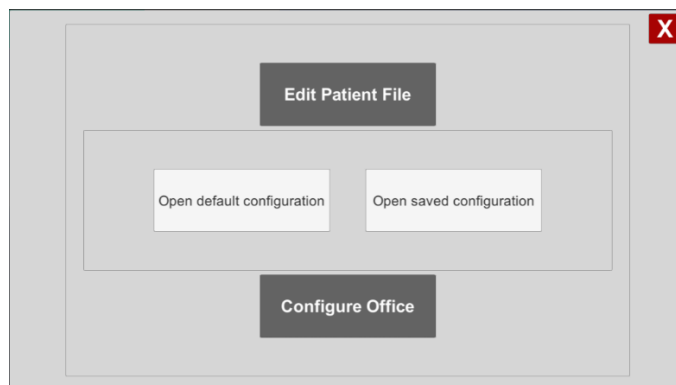 X
Edit Patient File
Open default configuration
Open saved configuration
Configure Office